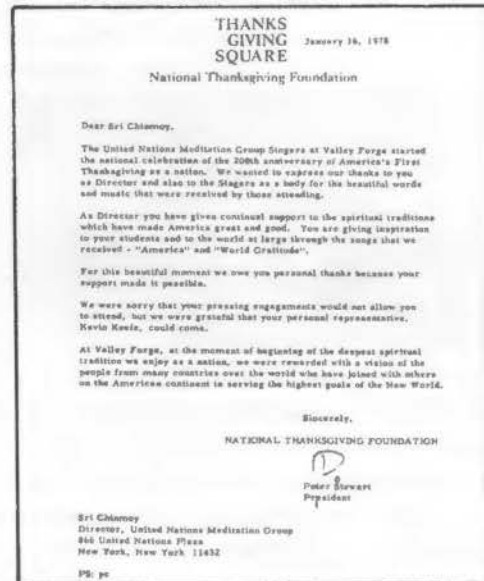 THANKS
GIVING
SQUARE
January 16, 1978
National Thanksgiving Foundation
Dear Sri Chinmoy,
The United Nations Meditation Group Singers at Valley Forge started
the national celebration of the 200th anniversary of America's First
Thanksgiving as a nation. We wanted to express our thanks to you
as Director and also to the Singers as a body for the beautiful words
and music that were received by those attending.
As Director you have given continual support to the spiritual traditions
which have made America great and good. You are giving inspiration
to your students and to the world at large through the songs that we
received - "America" and "World Gratitude".
For this beautiful moment we owe you personal thanks because your
support made it possible.
We were sorry that your pressing engagements would not allow you
to attend, but we were grateful that your personal representative,
Kevin Keefe, could come.
At Valley Forge, at the moment of beginning of the deepest spiritual
tradition we enjoy as a nation, we were rewarded with a vision of the
people from many countries over the world who have joined with others
on the American continent in serving the highest goals of the New World.
Sincerely,
NATIONAL THANKSGIVING FOUNDATION
Peter Stewart
President
Sri Chinmoy
Director, United Nations Meditation Group
866 United Nations Plaza
New York, New York 11432
PS: pc